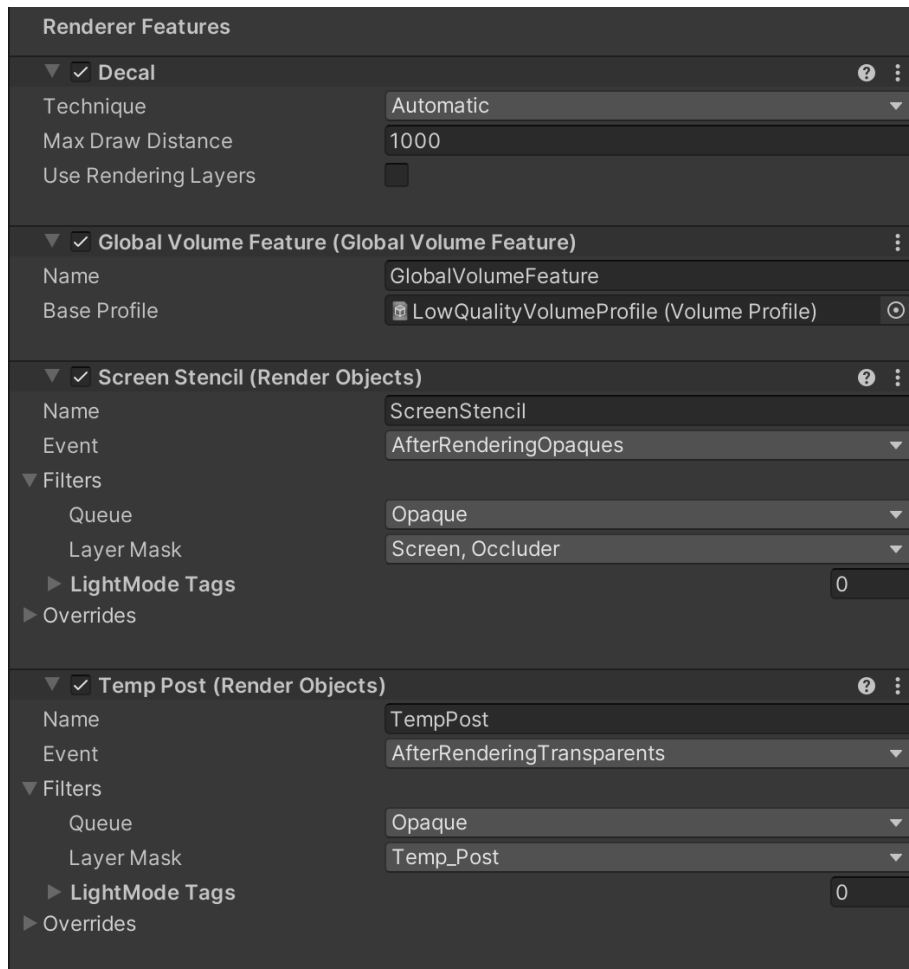 Renderer Features
Decal
Technique Automatic
Max Draw Distance 1000
Use Rendering Layers
Global Volume Feature (Global Volume Feature)
Name GlobalVolumeFeature
Base Profile LowQualityVolumeProfile (Volume Profile)
Screen Stencil (Render Objects)
Name ScreenStencil
Event AfterRenderingOpaques
Filters
Queue Opaque
Layer Mask Screen, Occluder
LightMode Tags 0
Overrides
Temp Post (Render Objects)
Name TempPost
Event AfterRenderingTransparents
Filters
Queue Opaque
Layer Mask Temp_Post
LightMode Tags 0
Overrides